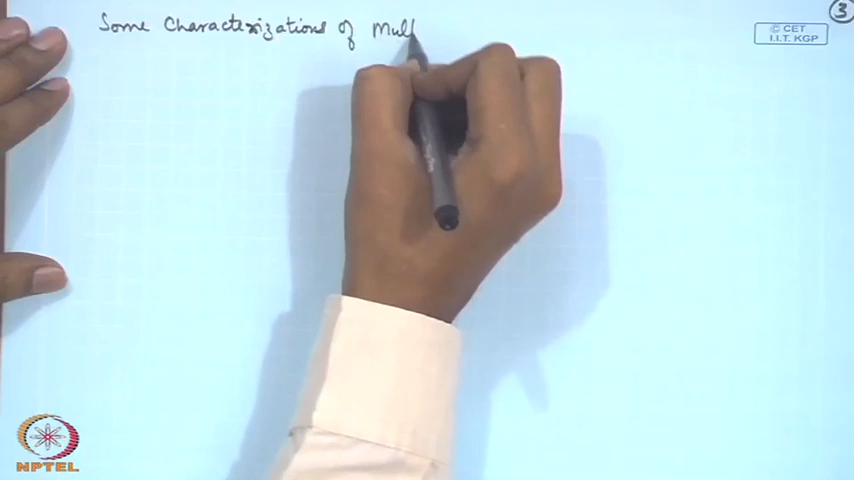 Some Characterizations of Mul
3
© CET
I.I.T. KGP
NPTEL